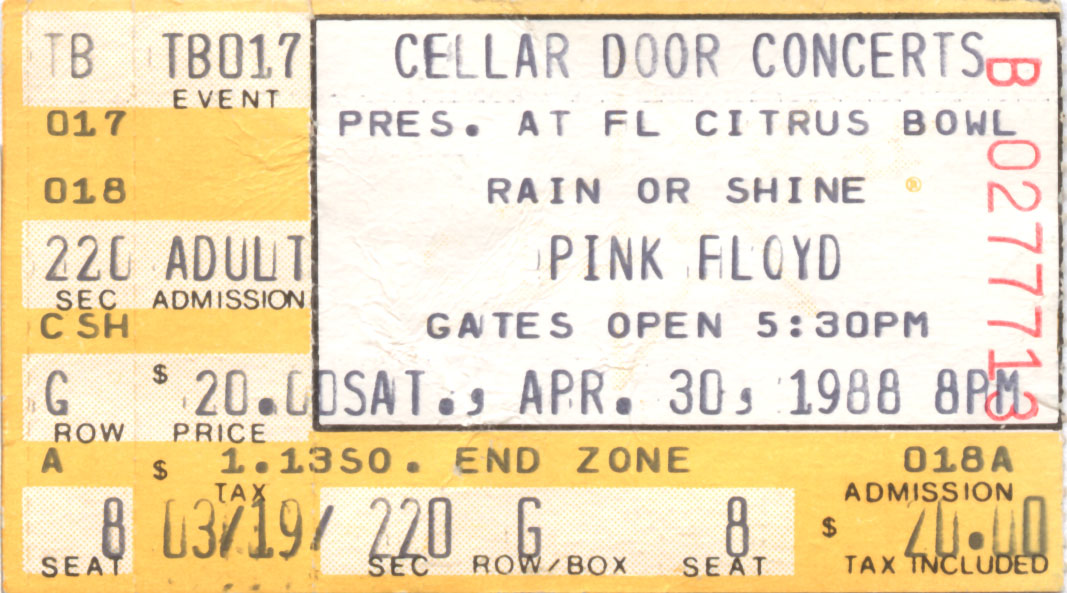 TB TB017 CELLAR DOOR CONCERTS
EVENT
017 PRES. AT FL CITRUS BOWL
018 RAIN OR SHINE
220 ADULT PINK FLOYD
SEC ADMISSION
CSH GATES OPEN 5:30PM
G $ 20.00 SAT., APR. 30, 1988 8PM
ROW PRICE
A $ 1.13 SO. END ZONE 018A
TAX ADMISSION
8 03/19/ 220 G 8 $ 20.00
SEAT SEC ROW/BOX SEAT TAX INCLUDED
B 0277713